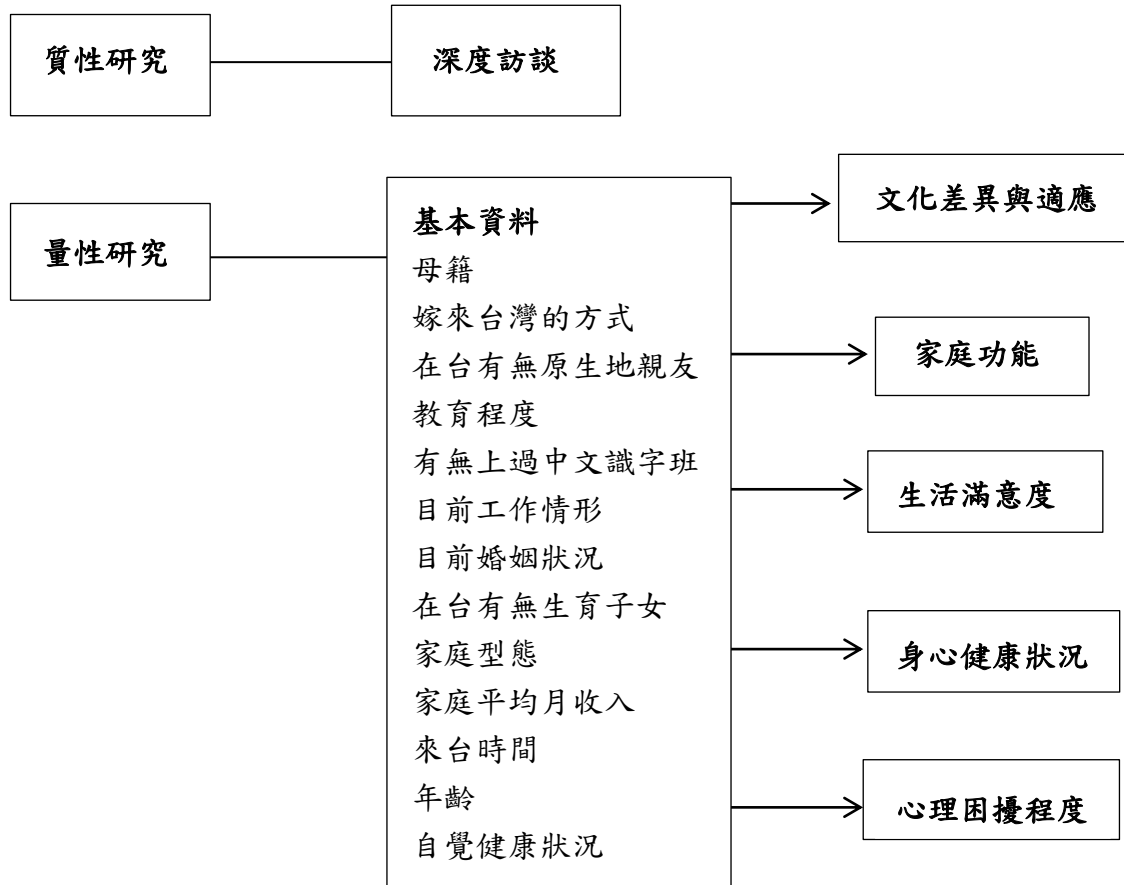 質性研究
深度訪談
量性研究
基本資料
母籍
嫁來台灣的方式
在台有無原生地親友
教育程度
有無上過中文識字班
目前工作情形
目前婚姻狀況
在台有無生育子女
家庭型態
家庭平均月收入
來台時間
年齡
自覺健康狀況
文化差異與適應
家庭功能
生活滿意度
身心健康狀況
心理困擾程度